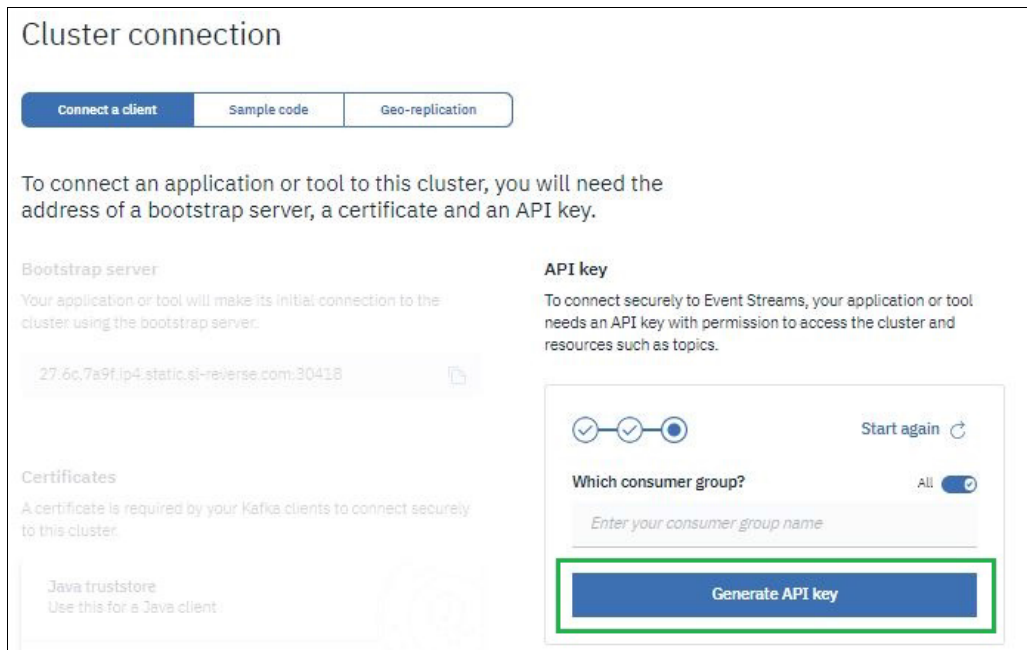 Cluster connection
Connect a client
Sample code
Geo-replication
To connect an application or tool to this cluster, you will need the
address of a bootstrap server, a certificate and an API key.
Bootstrap server
Your application or tool will make its initial connection to the
cluster using the bootstrap server.
27.6c.7a9f.ip4.static.sl-reverse.com:30418
Certificates
A certificate is required by your Kafka clients to connect securely
to this cluster.
Java truststore
Use this for a Java client
API key
To connect securely to Event Streams, your application or tool
needs an API key with permission to access the cluster and
resources such as topics.
Start again
Which consumer group?
All
Enter your consumer group name
Generate API key